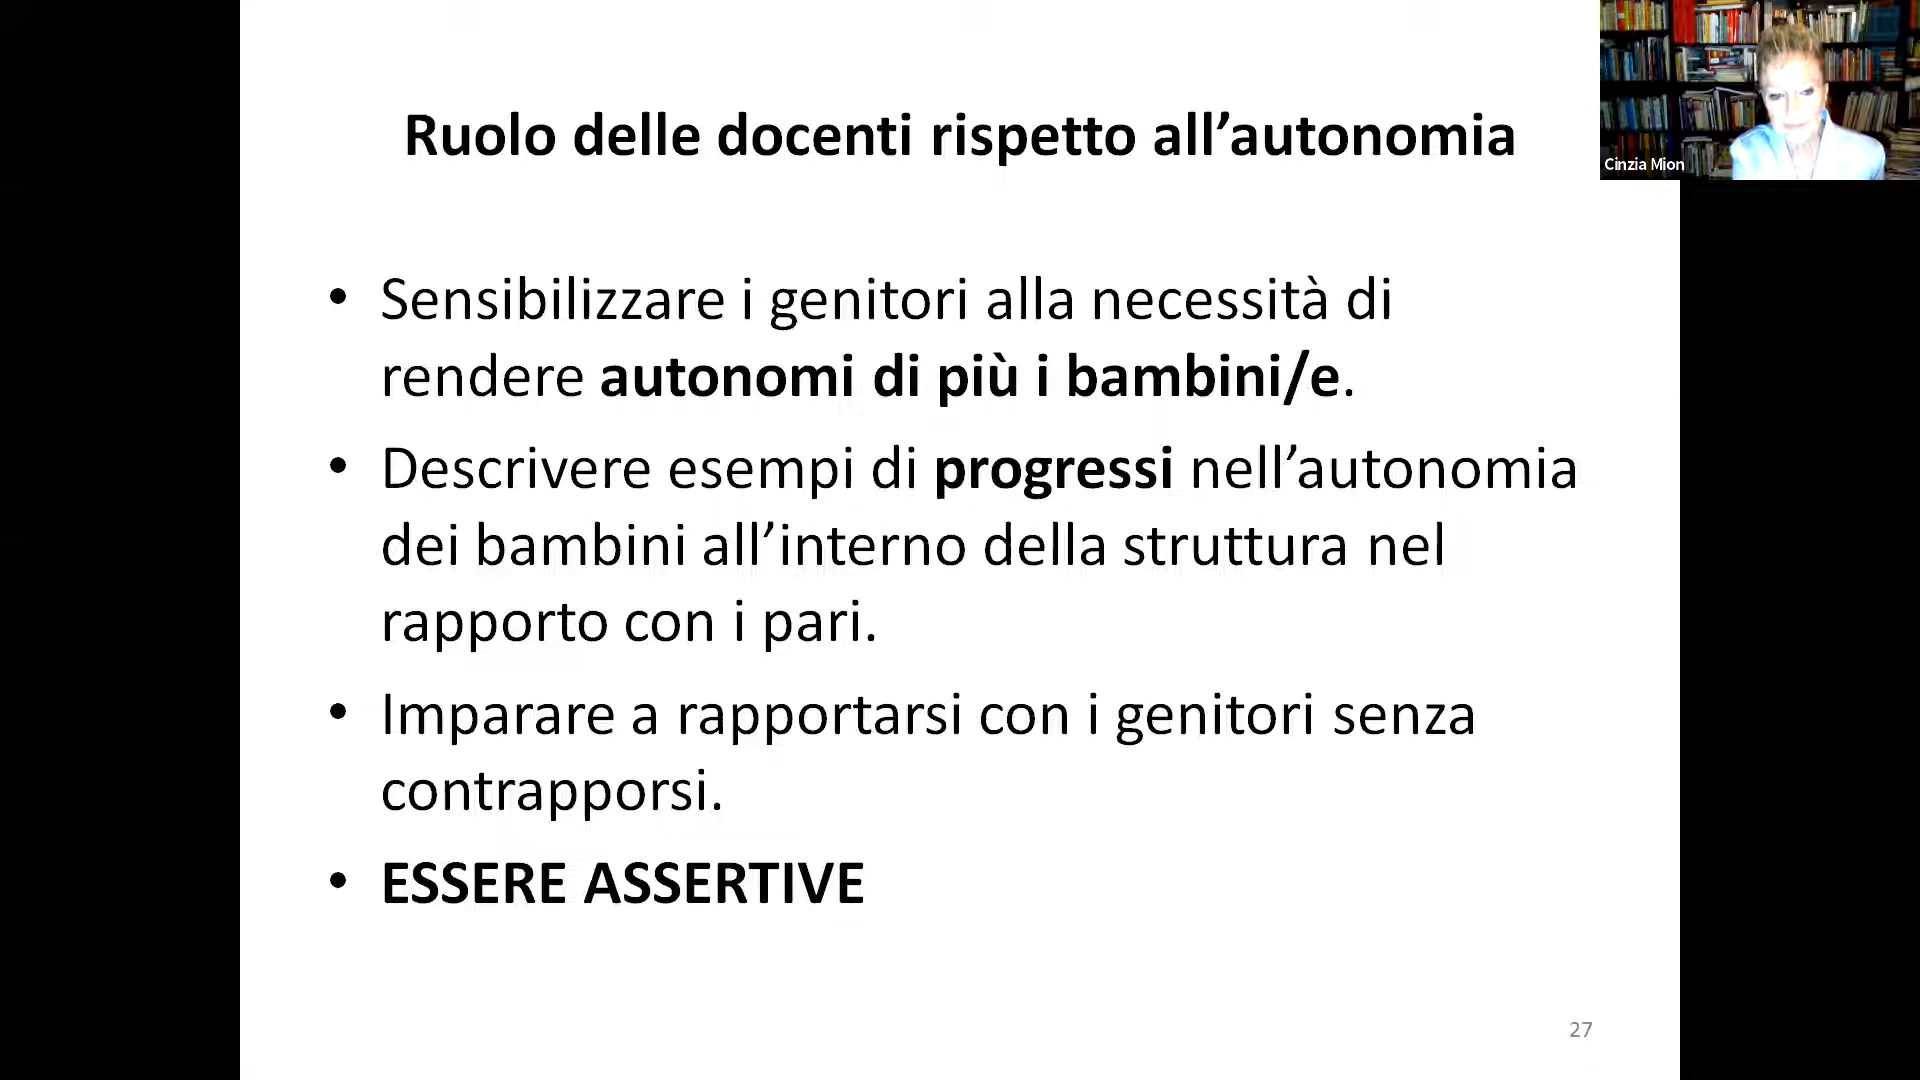 Ruolo delle docenti rispetto all’autonomia
Cinzia Mion
• Sensibilizzare i genitori alla necessità di
rendere autonomi di più i bambini/e.
• Descrivere esempi di progressi nell’autonomia
dei bambini all’interno della struttura nel
rapporto con i pari.
• Imparare a rapportarsi con i genitori senza
contrapporsi.
• ESSERE ASSERTIVE
27